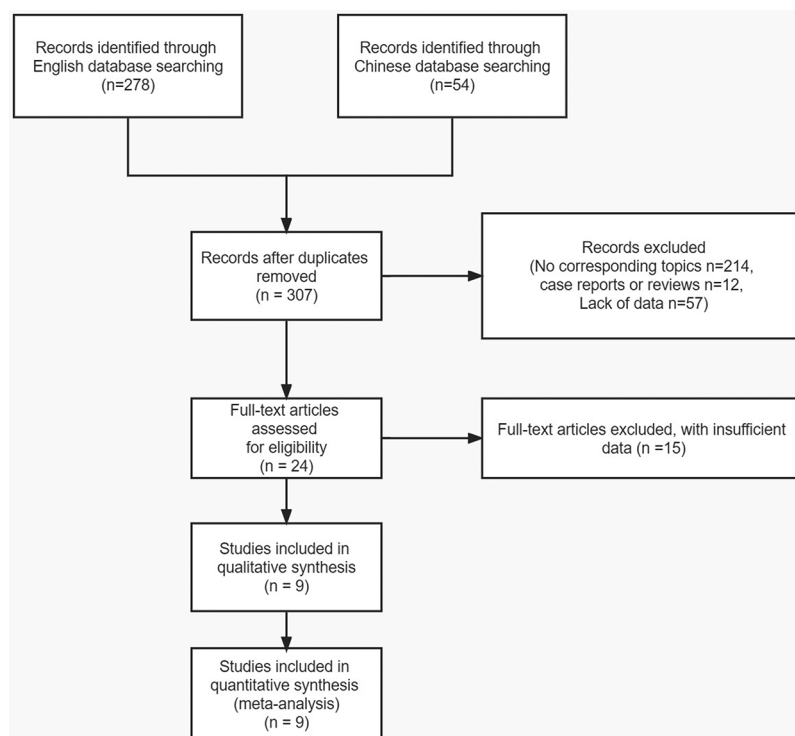 Records identified through
English database searching
(n=278)
Records identified through
Chinese database searching
(n=54)
Records after duplicates
removed
(n = 307)
Records excluded
(No corresponding topics n=214,
case reports or reviews n=12,
Lack of data n=57)
Full-text articles
assessed
for eligibility
(n = 24)
Full-text articles excluded, with insufficient
data (n =15)
Studies included in
qualitative synthesis
(n = 9)
Studies included in
quantitative synthesis
(meta-analysis)
(n = 9)